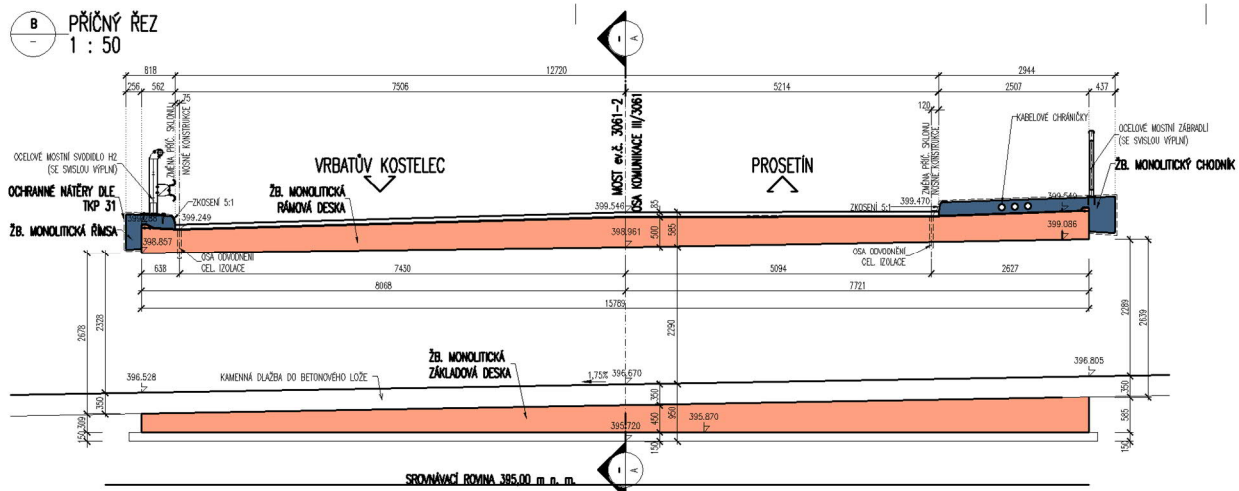 B
–
PŘÍČNÝ ŘEZ
1 : 50
I
A
818
12720
2944
256
562
75
7506
5214
120
2507
437
ZMĚNA PŘÍČ. SKLONU
NOSNÉ KONSTRUKCE
MOST ev.č. 3061-2
OSA KOMUNIKACE III/3061
ZMĚNA PŘÍČ. SKLONU
NOSNÉ KONSTRUKCE
KABELOVÉ CHRÁNIČKY
OCELOVÉ MOSTNÍ ZÁBRADLÍ
(SE SVISLOU VÝPLNÍ)
OCELOVÉ MOSTNÍ SVODIDLO H2
(SE SVISLOU VÝPLNÍ)
VRBATŮV KOSTELEC
PROSETÍN
ŽB. MONOLITICKÝ CHODNÍK
OCHRANNÉ NÁTĚRY DLE
TKP 31
ŽB. MONOLITICKÁ
RÁMOVÁ DESKA
ZKOSENÍ 5:1
399.249
399.546
85
ZKOSENÍ 5:1
399.470
399.549
ŽB. MONOLITICKÁ ŘÍMSA
398.857
398.961
500
585
399.086
OSA ODVODNĚNÍ
CEL. IZOLACE
OSA ODVODNĚNÍ
CEL. IZOLACE
638
7430
5094
2627
8068
7721
15789
2678
2328
2290
2289
2639
ŽB. MONOLITICKÁ
ZÁKLADOVÁ DESKA
396.528
KAMENNÁ DLAŽBA DO BETONOVÉHO LOŽE
1,75%
396.670
396.805
350
350
350
309
450
950
395.870
585
150
395.720
150
150
I
A
SROVNÁVACÍ ROVINA 395,00 m n. m.